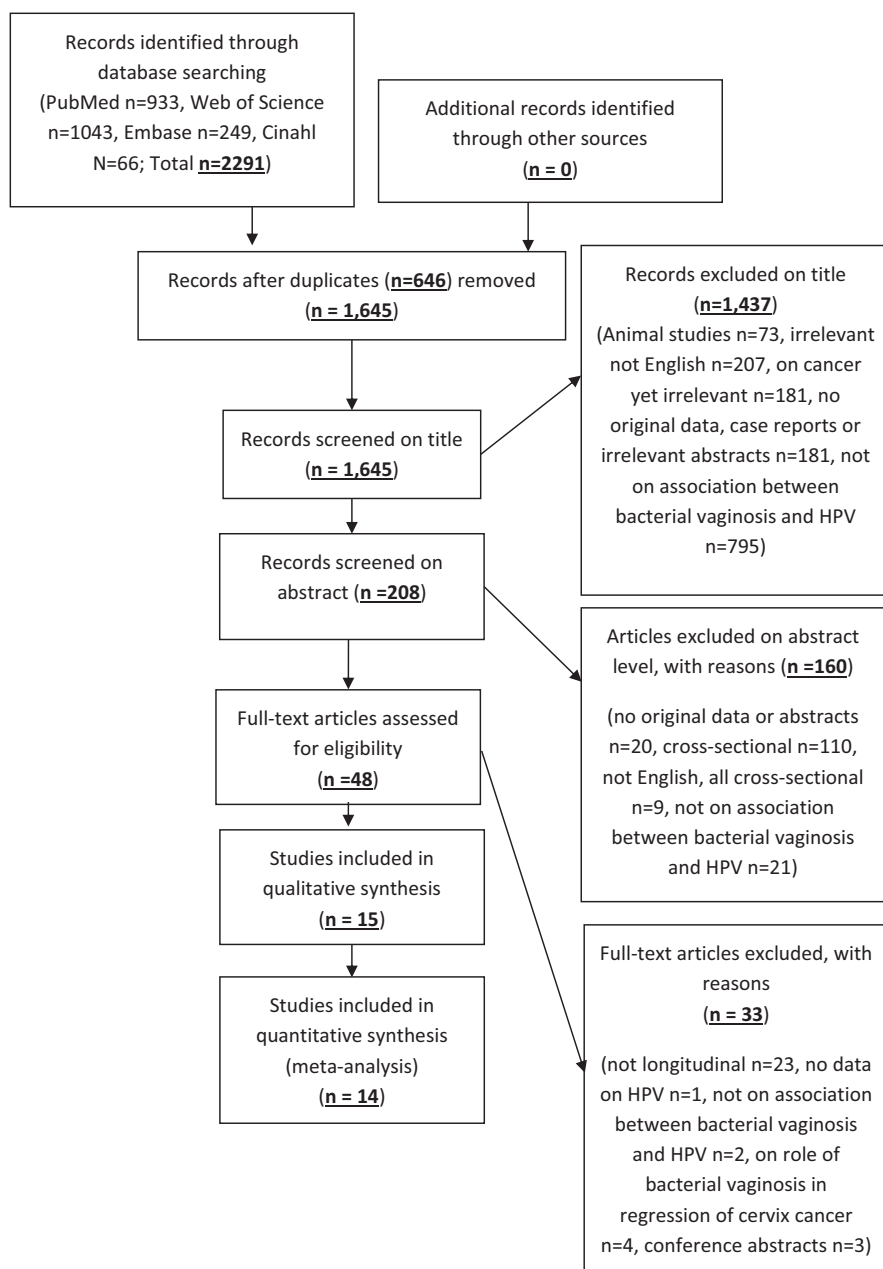 Records identified through
database searching
(PubMed n=933, Web of Science
n=1043, Embase n=249, Cinahl
N=66; Total n=2291)
Additional records identified
through other sources
(n = 0)
Records after duplicates (n=646) removed
(n = 1,645)
Records excluded on title
(n=1,437)
(Animal studies n=73, irrelevant
not English n=207, on cancer
yet irrelevant n=181, no
original data, case reports or
irrelevant abstracts n=181, not
on association between
bacterial vaginosis and HPV
n=795)
Records screened on title
(n = 1,645)
Records screened on
abstract (n =208)
Articles excluded on abstract
level, with reasons (n =160)
(no original data or abstracts
n=20, cross-sectional n=110,
not English, all cross-sectional
n=9, not on association
between bacterial vaginosis
and HPV n=21)
Full-text articles assessed
for eligibility
(n =48)
Studies included in
qualitative synthesis
(n = 15)
Full-text articles excluded, with
reasons
(n = 33)
(not longitudinal n=23, no data
on HPV n=1, not on association
between bacterial vaginosis
and HPV n=2, on role of
bacterial vaginosis in
regression of cervix cancer
n=4, conference abstracts n=3)
Studies included in
quantitative synthesis
(meta-analysis)
(n = 14)